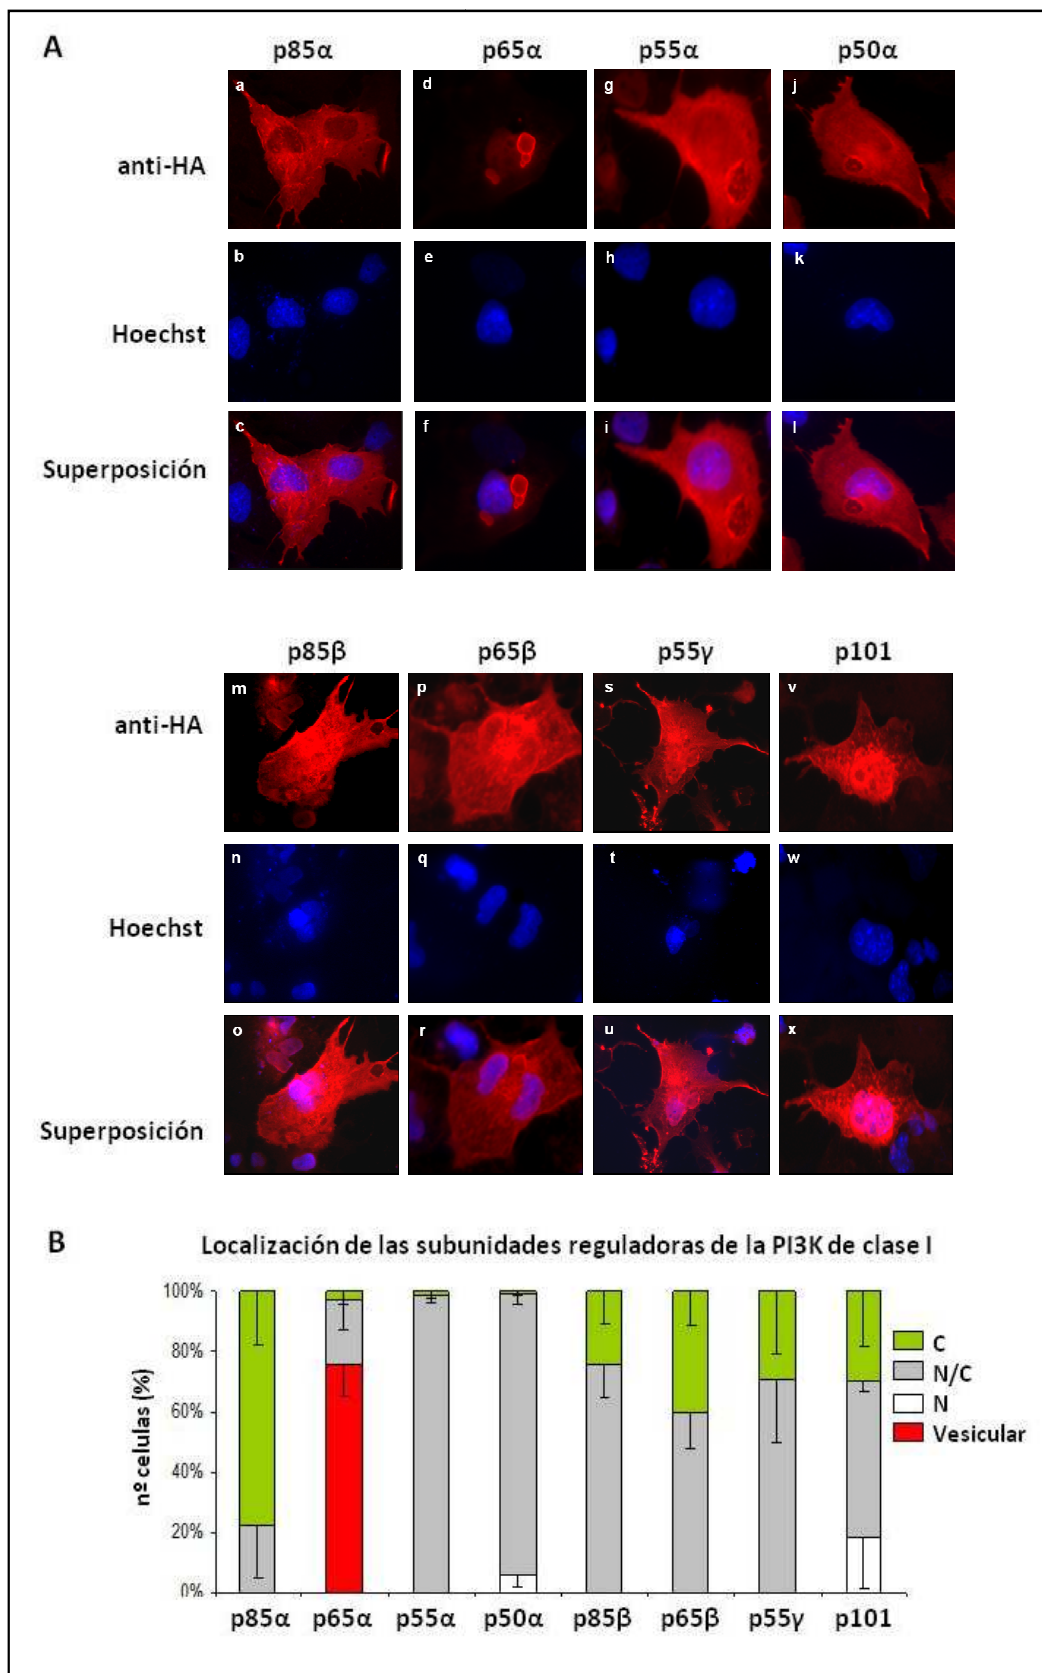 A
p85α p65α p55α p50α
anti-HA
a d g j
Hoechst
b e h k
Superposición
c f i l
p85β p65β p55γ p101
anti-HA
m p s v
Hoechst
n q t w
Superposición
o r u x
B
Localización de las subunidades reguladoras de la PI3K de clase I
nº celulas (%)
100%
80%
60%
40%
20%
0%
p85α p65α p55α p50α p85β p65β p55γ p101
C
N/C
N
Vesicular